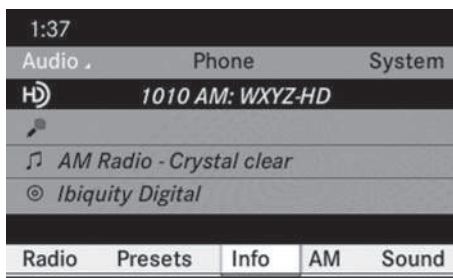 1:37
Audio Phone System
HD 1010 AM: WXYZ-HD
AM Radio - Crystal clear
Ibiquity Digital
Radio Presets Info AM Sound